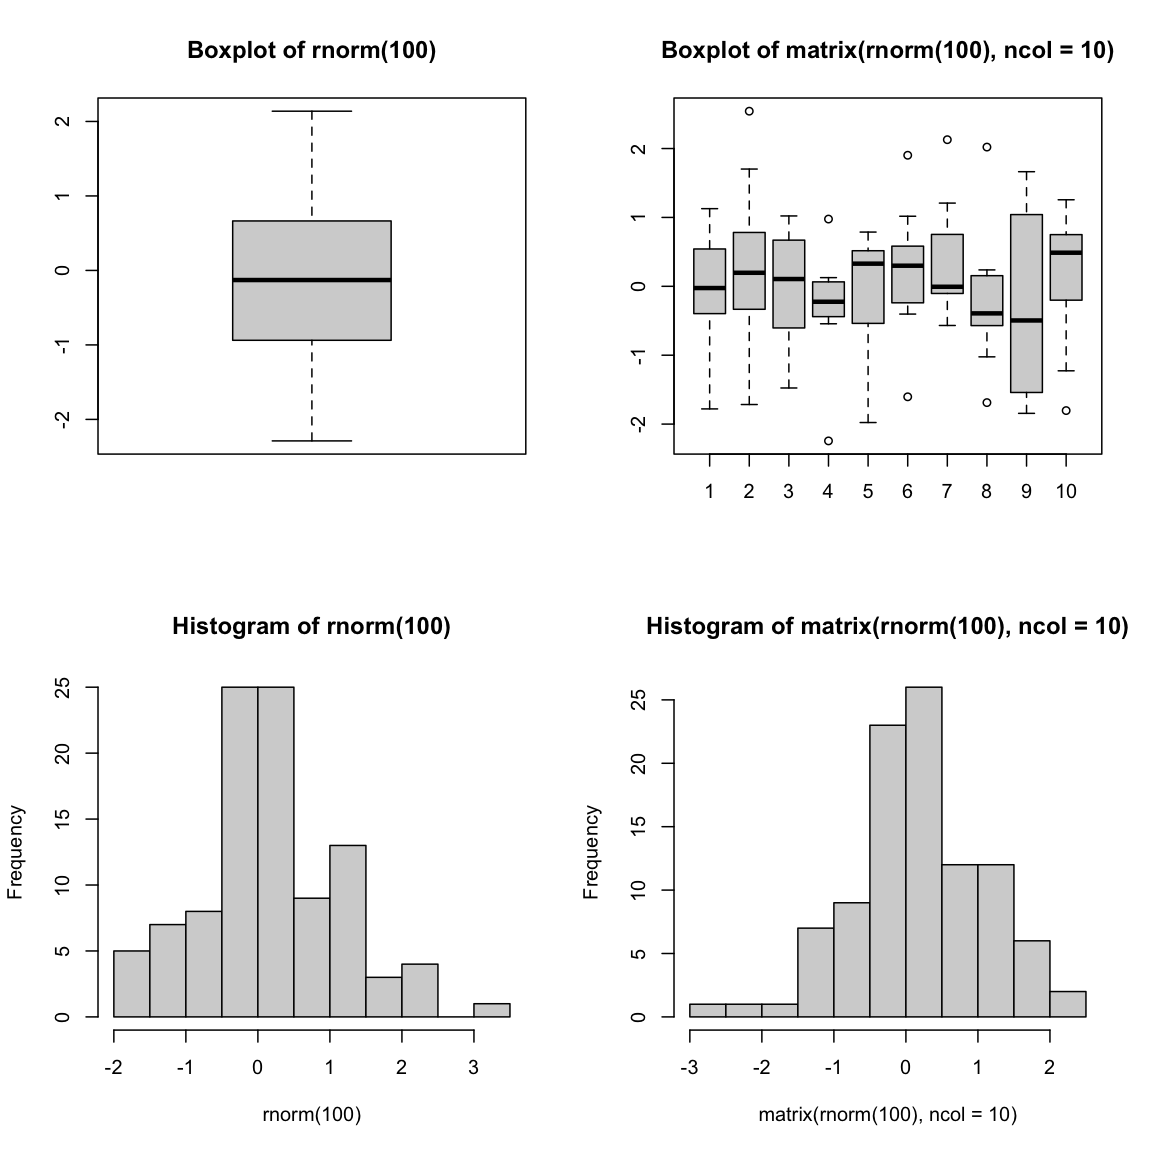 Boxplot of rnorm(100)
2
1
0
-1
-2
Boxplot of matrix(rnorm(100), ncol = 10)
2
1
0
-1
-2
1 2 3 4 5 6 7 8 9 10
Histogram of rnorm(100)
Frequency
25
20
15
10
5
0
-2 -1 0 1 2 3
rnorm(100)
Histogram of matrix(rnorm(100), ncol = 10)
Frequency
25
20
15
10
5
0
-3 -2 -1 0 1 2
matrix(rnorm(100), ncol = 10)